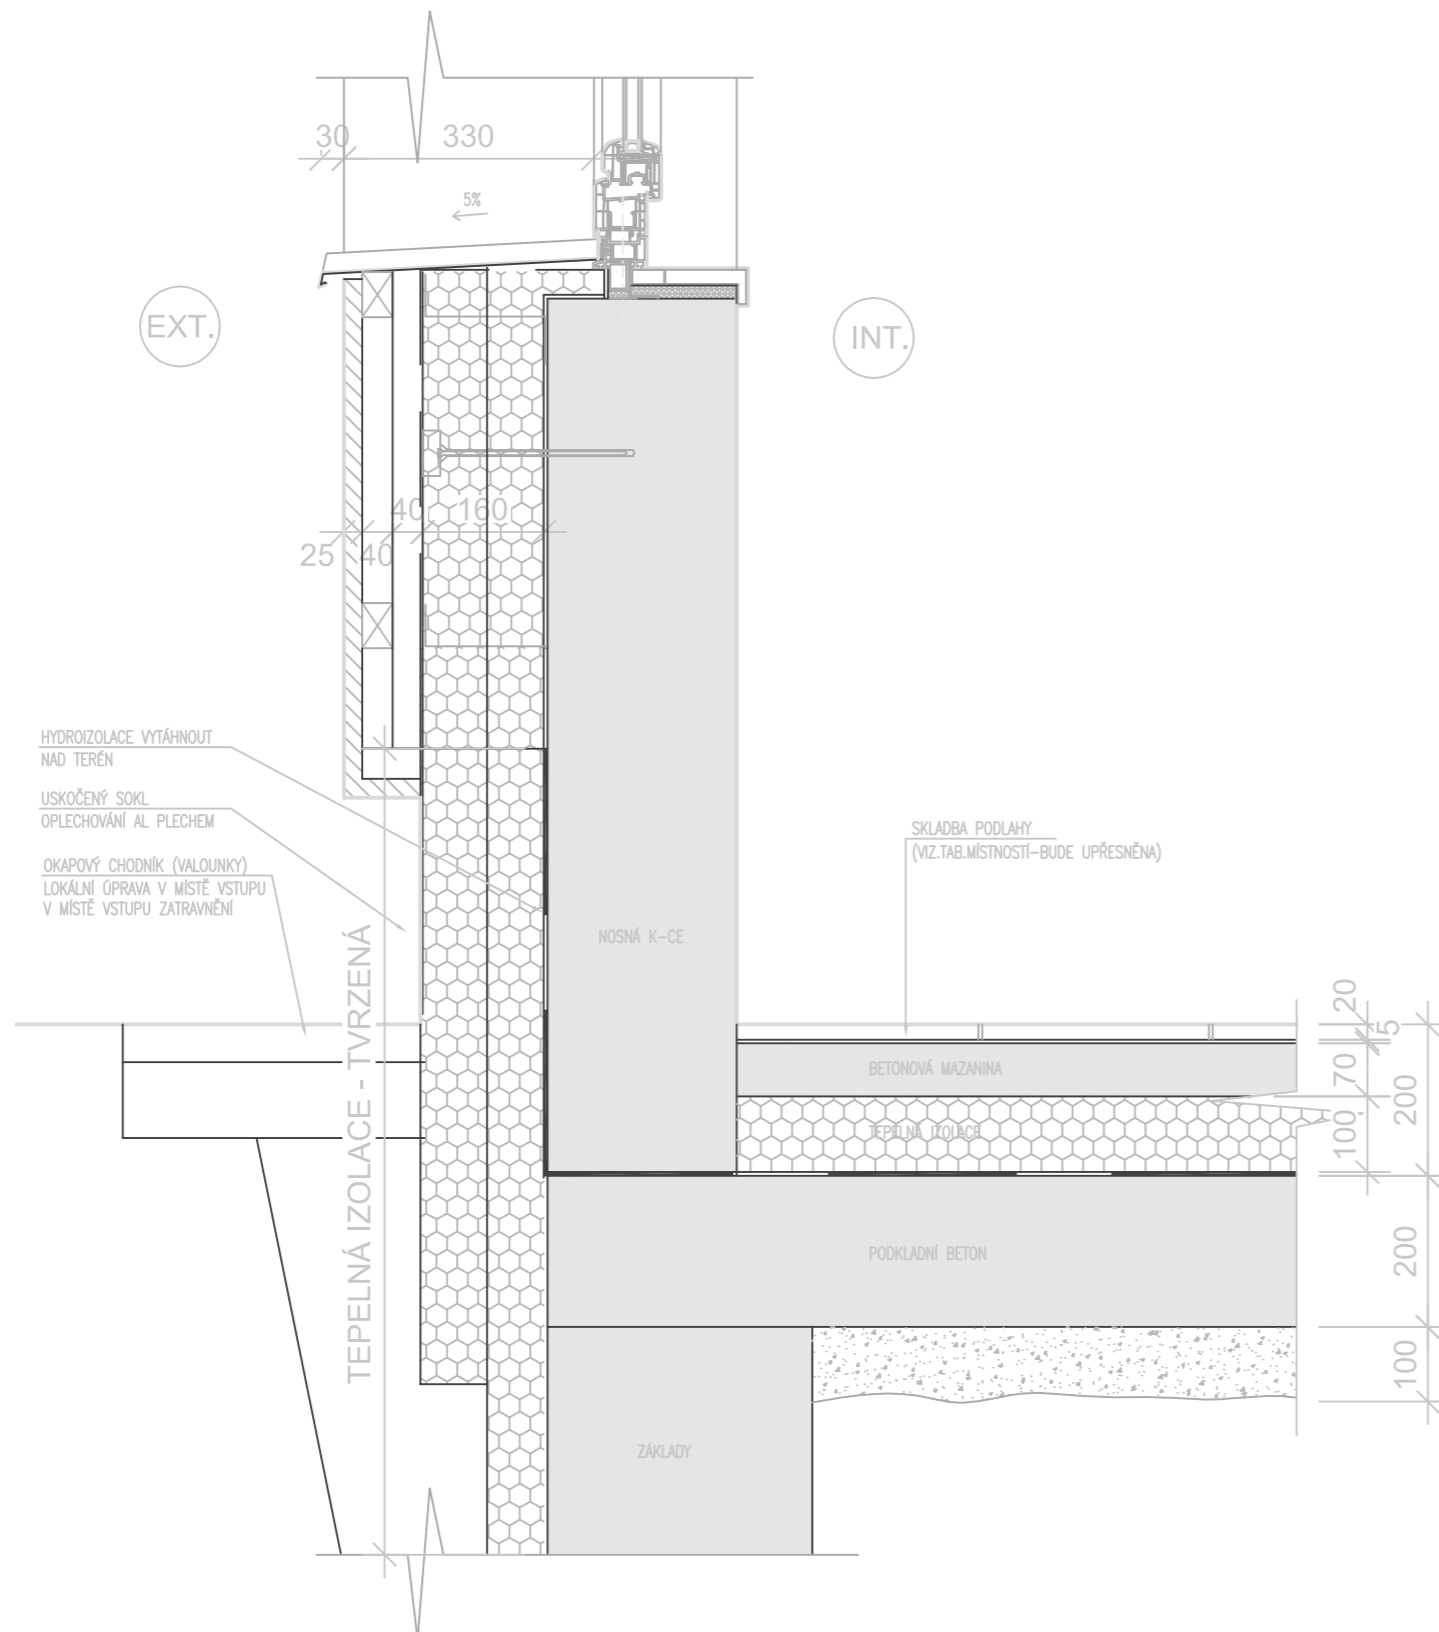 30
330
5%
EXT.
INT.
40
160
25
40
HYDROIZOLACE VYTÁHNOUT
NAD TERÉN
USKOČENÝ SOKL
OPLECHOVÁNÍ AL PLECHEM
OKAPOVÝ CHODNÍK (VALOUNKY)
LOKÁLNÍ ÚPRAVA V MÍSTĚ VSTUPU
V MÍSTĚ VSTUPU ZATRAVNĚNÍ
TEPELNÁ IZOLACE - TVRZENÁ
NOSNÁ K-CE
SKLADBA PODLAHY
(VIZ.TAB.MÍSTNOSTÍ-BUDE UPŘESNĚNA)
BETONOVÁ MAZANINA
TEPELNÁ IZOLACE
PODKLADNÍ BETON
ZÁKLADY
20
5
70
100
200
200
100